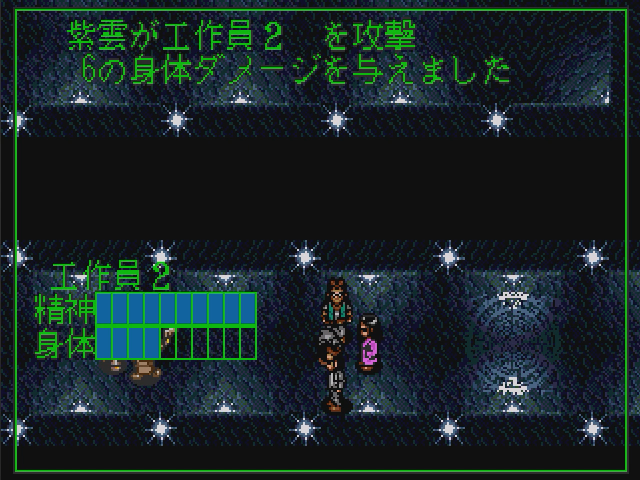 紫雲が工作員２　を攻撃
6の身体ダメージを与えました
工作員２
精神
身体